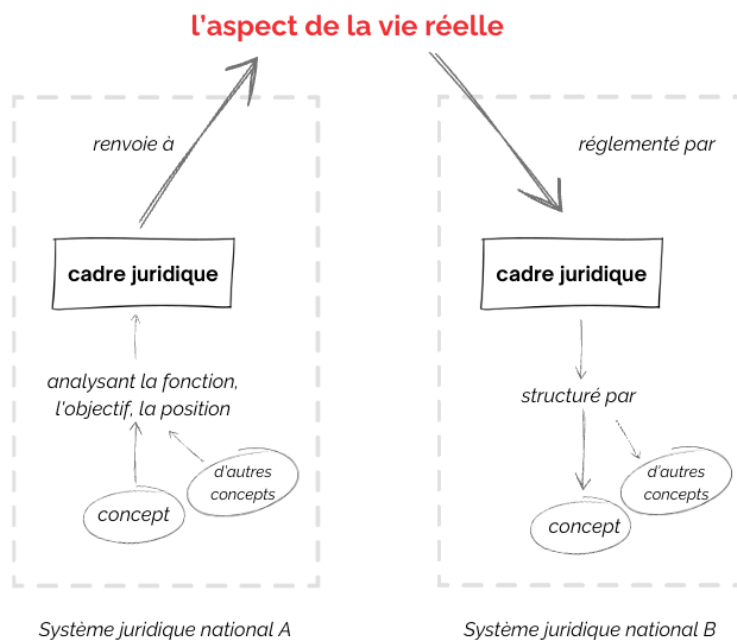 l'aspect de la vie réelle
renvoie à
réglementé par
cadre juridique
cadre juridique
analysant la fonction,
l'objectif, la position
structuré par
d'autres
concepts
concept
d'autres
concepts
concept
Système juridique national A
Système juridique national B